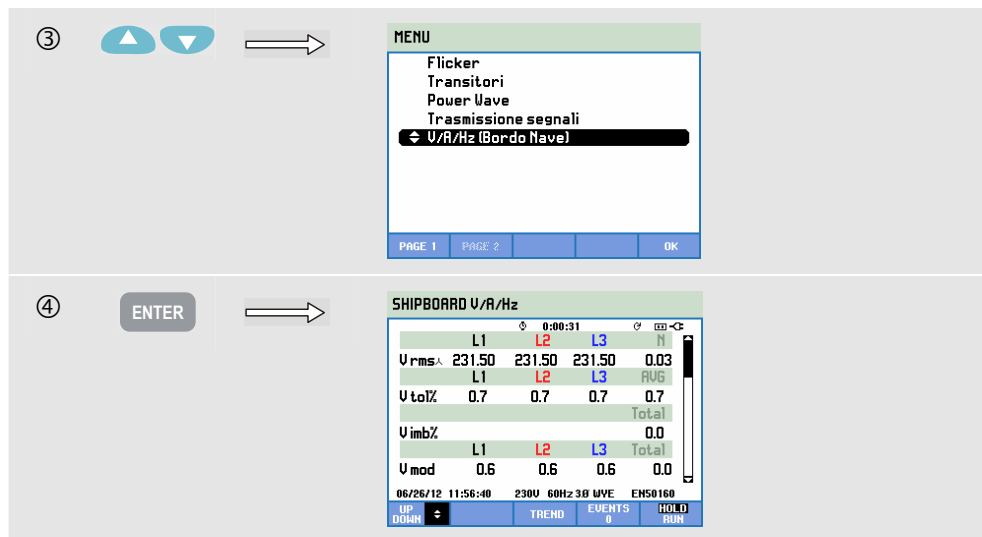 ③
MENU
Flicker
Transitori
Power Wave
Trasmissione segnali
V/A/Hz (Bordo Nave)
PAGE 1 PAGE 2 OK
④
ENTER
SHIPBOARD V/A/Hz
0:00:31
L1 L2 L3 N
V rms⅄ 231.50 231.50 231.50 0.03
L1 L2 L3 AVG
V tol% 0.7 0.7 0.7 0.7
Total
V imb% 0.0
L1 L2 L3 Total
V mod 0.6 0.6 0.6 0.0
06/26/12 11:56:40 230V 60Hz 3Ø WYE EN50160
UP DOWN TREND EVENTS 0 HOLD RUN